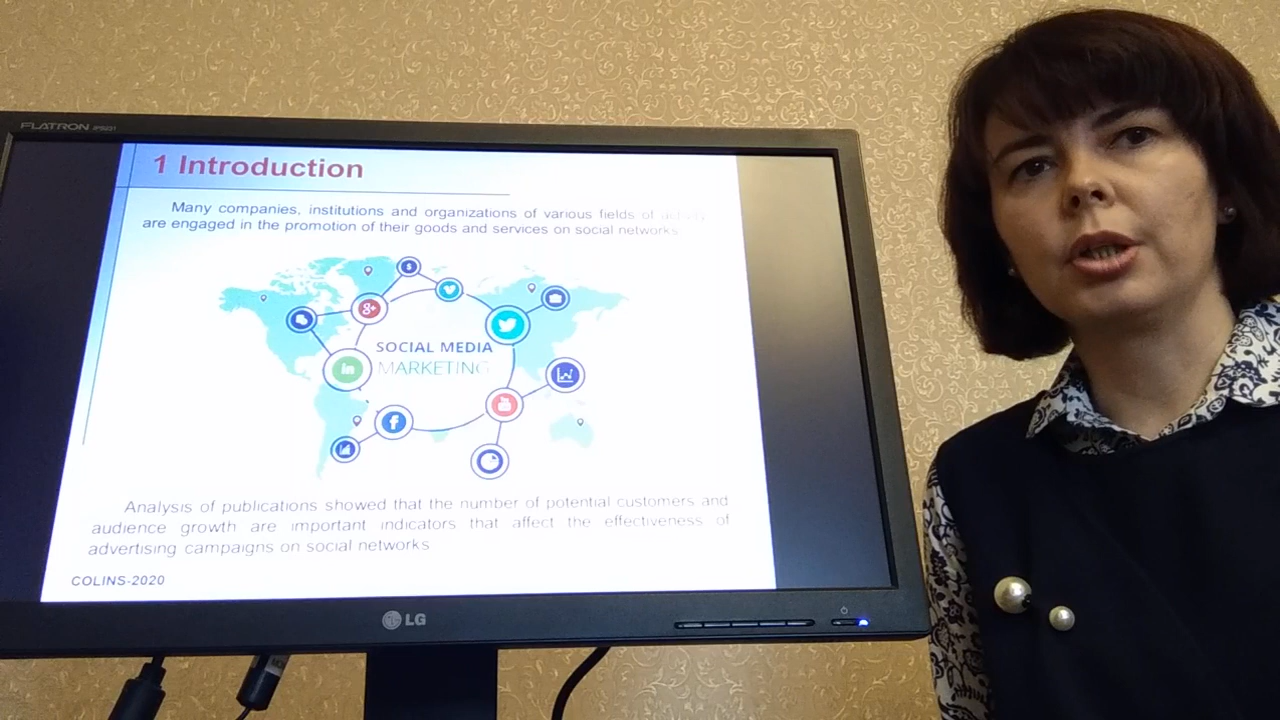 FLATRON
1 Introduction
Many companies, institutions and organizations of various fields of activity
are engaged in the promotion of their goods and services on social networks
g+
SOCIAL MEDIA
MARKETING
in
f
Analysis of publications showed that the number of potential customers and
audience growth are important indicators that affect the effectiveness of
advertising campaigns on social networks
COLINS-2020
LG